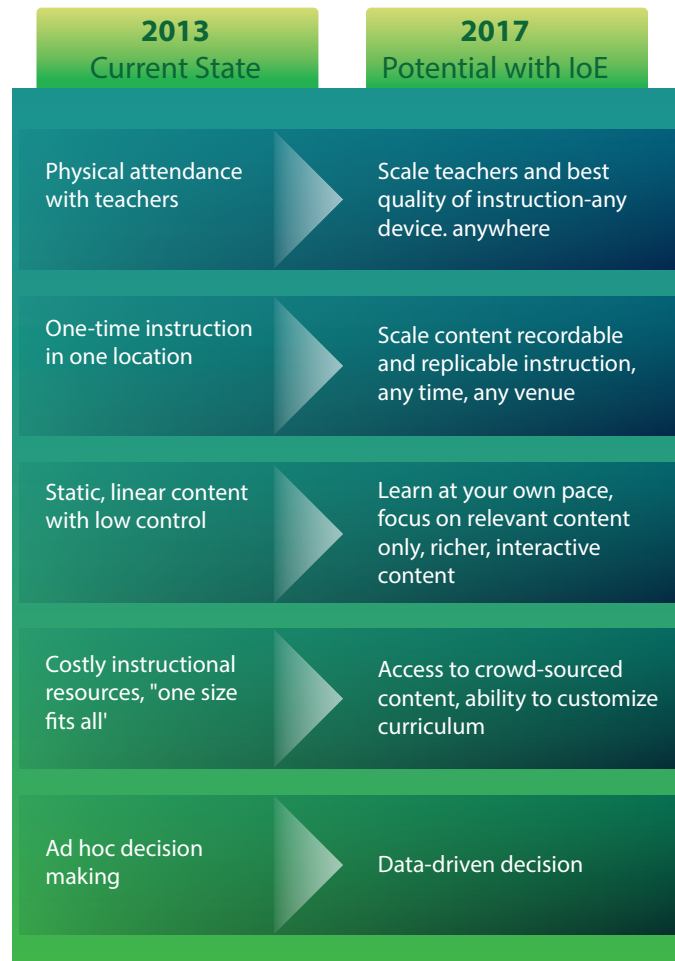 2013
Current State
2017
Potential with IoE
Physical attendance
with teachers
Scale teachers and best
quality of instruction-any
device. anywhere
One-time instruction
in one location
Scale content recordable
and replicable instruction,
any time, any venue
Static, linear content
with low control
Learn at your own pace,
focus on relevant content
only, richer, interactive
content
Costly instructional
resources, "one size
fits all'
Access to crowd-sourced
content, ability to customize
curriculum
Ad hoc decision
making
Data-driven decision